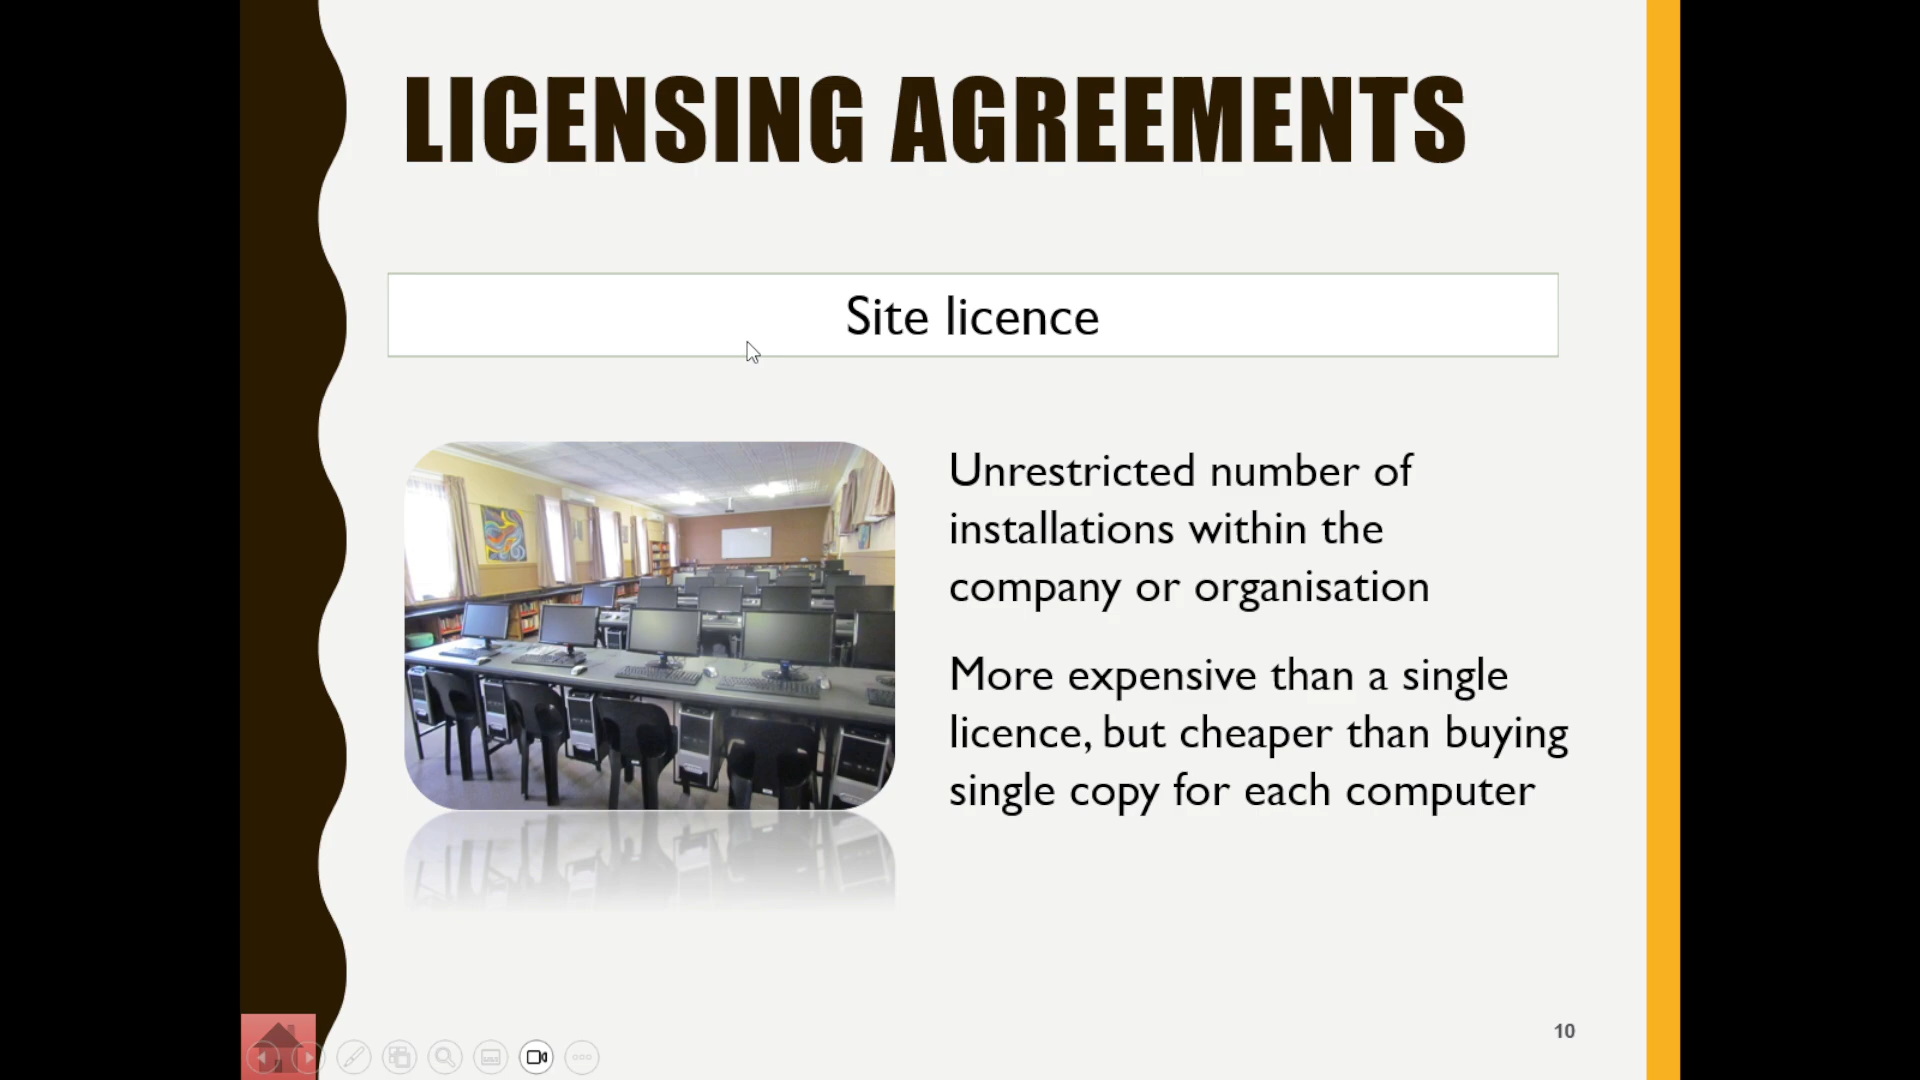 LICENSING AGREEMENTS
Site licence
Unrestricted number of
installations within the
company or organisation
More expensive than a single
licence, but cheaper than buying
single copy for each computer
10